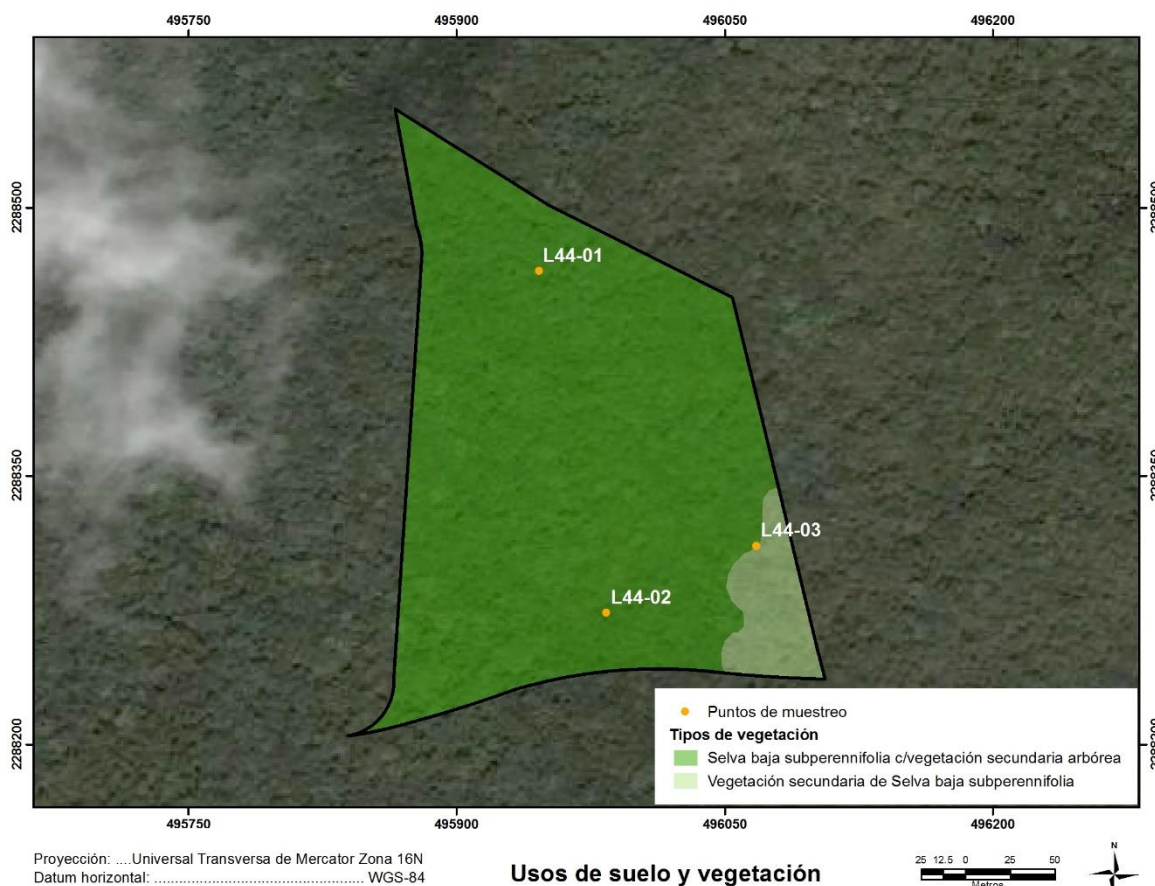 495750 495900 496050 496200
2288500 2288500
L44-01
2288350 2288350
L44-03
L44-02
2288200 2288200
Puntos de muestreo
Tipos de vegetación
Selva baja subperennifolia c/vegetación secundaria arbórea
Vegetación secundaria de Selva baja subperennifolia
495750 495900 496050 496200
Proyección: ....Universal Transversa de Mercator Zona 16N
Datum horizontal: ................................................ WGS-84
Usos de suelo y vegetación
25 12.5 0 25 50
Metros
N